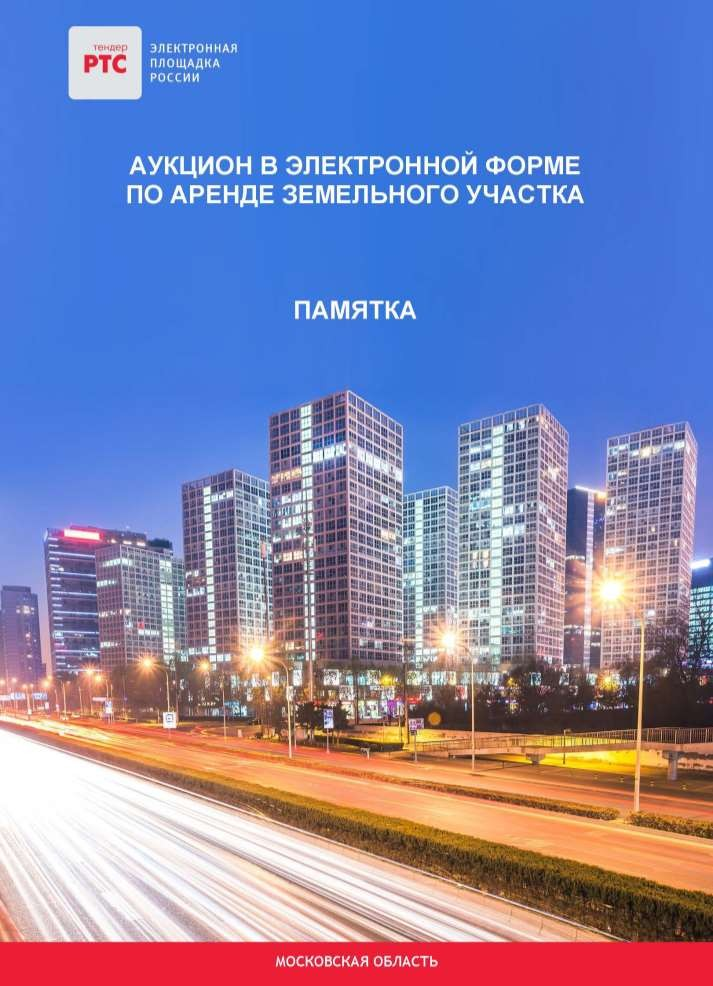 тендер
РТС
ЭЛЕКТРОННАЯ
ПЛОЩАДКА
РОССИИ
АУКЦИОН В ЭЛЕКТРОННОЙ ФОРМЕ
ПО АРЕНДЕ ЗЕМЕЛЬНОГО УЧАСТКА
ПАМЯТКА
МОСКОВСКАЯ ОБЛАСТЬ